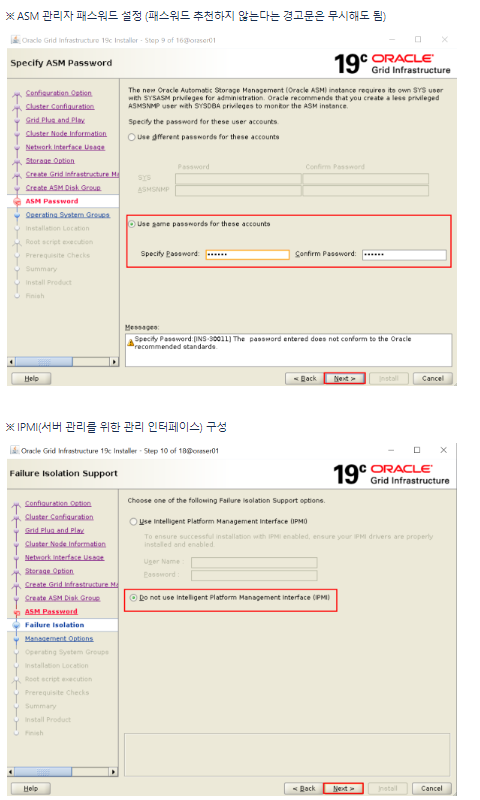 ※ ASM 관리자 패스워드 설정 (패스워드 추천하지 않는다는 경고문은 무시해도 됨)
Oracle Grid Infrastructure 19c Installer - Step 9 of 16@oraser01
Specify ASM Password
19c ORACLE
Grid Infrastructure
Configuration Option
Cluster Configuration
Grid Plug and Play
Cluster Node Information
Network Interface Usage
Storage Option
Create Grid Infrastructure Ma
Create ASM Disk Group
ASM Password
Operating System Groups
Installation Location
Root script execution
Prerequisite Checks
Summary
Install Product
Finish
The new Oracle Automatic Storage Management (Oracle ASM) instance requires its own SYS user
with SYSASM privileges for administration. Oracle recommends that you create a less privileged
ASMSNMP user with SYSDBA privileges to monitor the ASM instance.
Specify the password for these user accounts.
Use different passwords for these accounts
Password Confirm Password
SYS
ASMSNMP
Use same passwords for these accounts
Specify Password: •••••• Confirm Password: ••••••
Messages:
Specify Password:[INS-30011] The password entered does not conform to the Oracle
recommended standards.
Help < Back Next > Install Cancel
※ IPMI(서버 관리를 위한 관리 인터페이스) 구성
Oracle Grid Infrastructure 19c Installer - Step 10 of 18@oraser01
Failure Isolation Support
19c ORACLE
Grid Infrastructure
Configuration Option
Cluster Configuration
Grid Plug and Play
Cluster Node Information
Network Interface Usage
Storage Option
Create Grid Infrastructure Ma
Create ASM Disk Group
ASM Password
Failure Isolation
Management Options
Operating System Groups
Installation Location
Root script execution
Prerequisite Checks
Summary
Install Product
Finish
Choose one of the following Failure Isolation Support options.
Use Intelligent Platform Management Interface (IPMI)
To ensure successful installation with IPMI enabled, ensure your IPMI drivers are properly
installed and enabled.
User Name :
Password :
Do not use Intelligent Platform Management Interface (IPMI)
Help < Back Next > Install Cancel